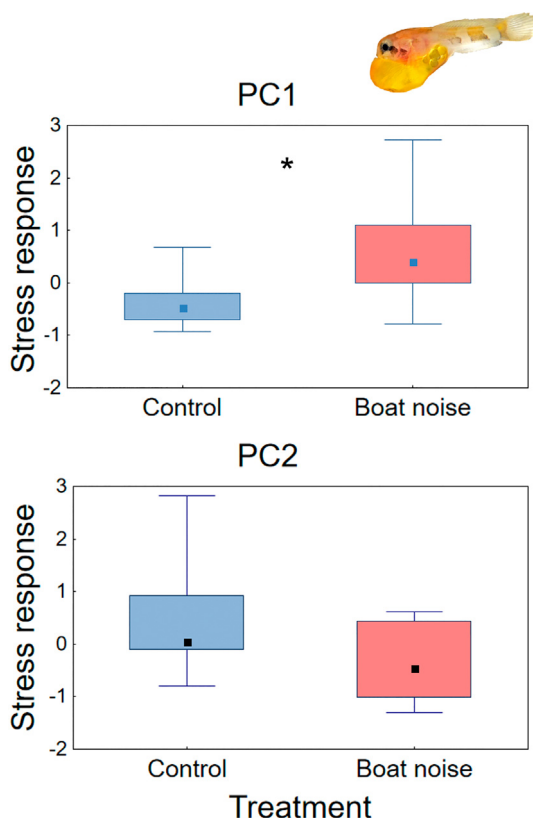 PC1
Stress response
3
2
1
0
-1
-2
*
Control Boat noise
PC2
Stress response
3
2
1
0
-1
-2
Control Boat noise
Treatment